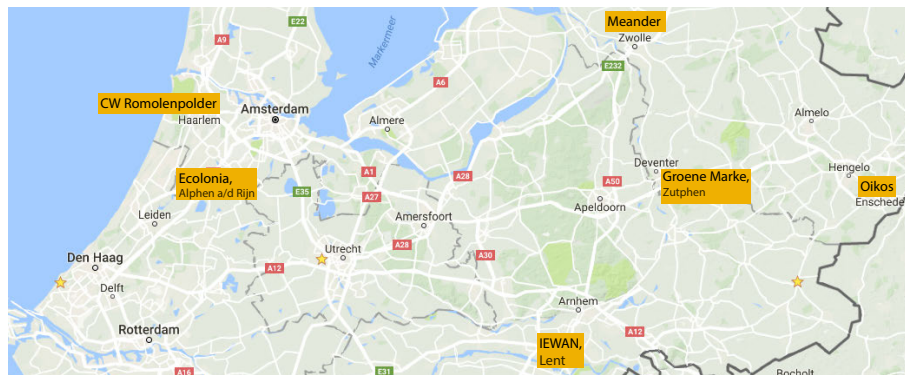 E22
Meander
Zwolle
A9
Markermeer
E232
A6
CW Romolenpolder
Haarlem
Amsterdam
Almere
Almelo
Ecolonia,
Alphen a/d Rijn
E35
A1
A27
A28
A50
Deventer
Groene Marke,
Zutphen
Hengelo
Oikos
Enschede
Leiden
Amersfoort
Apeldoorn
Den Haag
Utrecht
A28
A12
A30
Delft
Arnhem
Rotterdam
A12
IEWAN,
Lent
A16
E31
Bocholt